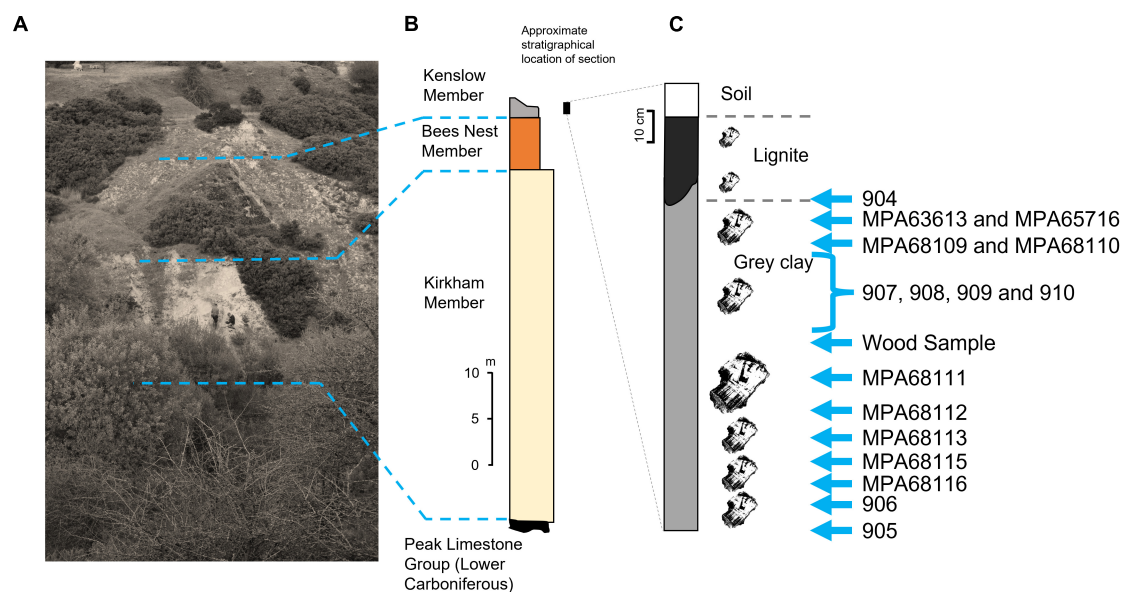 A
B
C
Approximate
stratigraphical
location of section
Kenslow
Member
Bees Nest
Member
Kirkham
Member
m
10
5
0
Peak Limestone
Group (Lower
Carboniferous)
10 cm
Soil
Lignite
Grey clay
904
MPA63613 and MPA65716
MPA68109 and MPA68110
907, 908, 909 and 910
Wood Sample
MPA68111
MPA68112
MPA68113
MPA68115
MPA68116
906
905